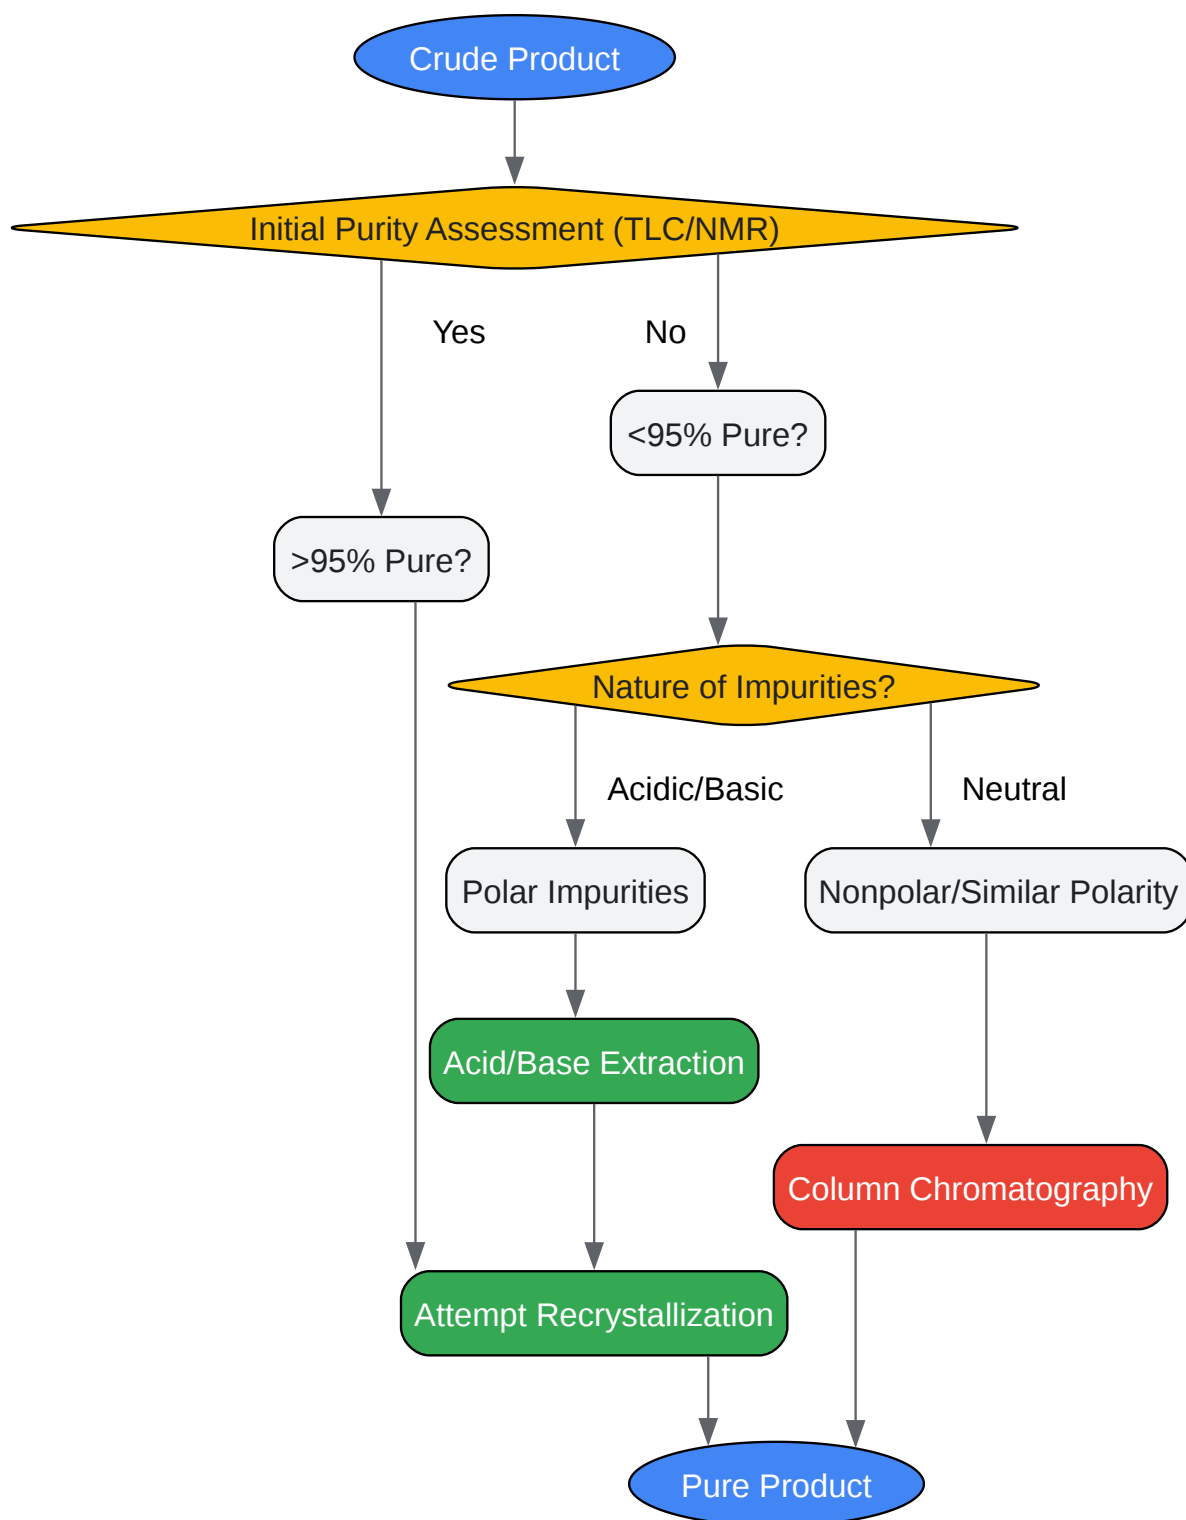 Crude Product
Initial Purity Assessment (TLC/NMR)
Yes
No
<95% Pure?
>95% Pure?
Nature of Impurities?
Acidic/Basic
Neutral
Polar Impurities
Nonpolar/Similar Polarity
Acid/Base Extraction
Column Chromatography
Attempt Recrystallization
Pure Product